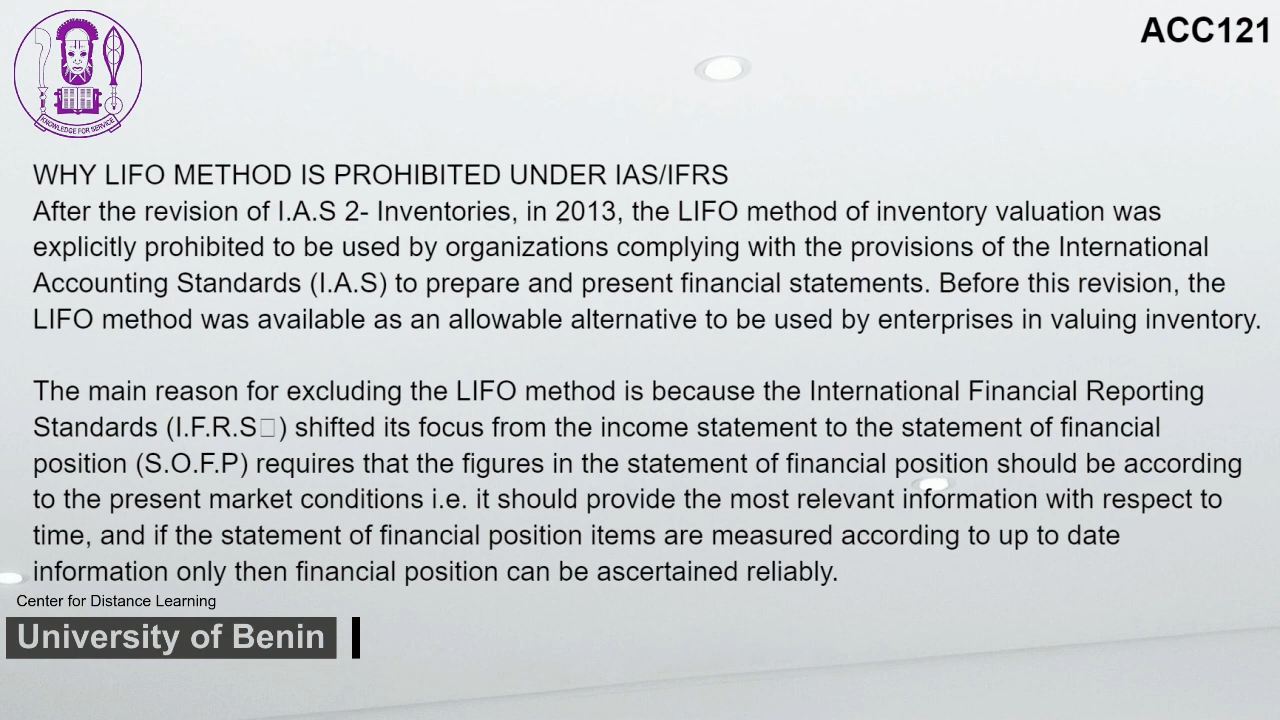 ACC121
KNOWLEDGE FOR SERVICE
WHY LIFO METHOD IS PROHIBITED UNDER IAS/IFRS
After the revision of I.A.S 2- Inventories, in 2013, the LIFO method of inventory valuation was
explicitly prohibited to be used by organizations complying with the provisions of the International
Accounting Standards (I.A.S) to prepare and present financial statements. Before this revision, the
LIFO method was available as an allowable alternative to be used by enterprises in valuing inventory.
The main reason for excluding the LIFO method is because the International Financial Reporting
Standards (I.F.R.S□) shifted its focus from the income statement to the statement of financial
position (S.O.F.P) requires that the figures in the statement of financial position should be according
to the present market conditions i.e. it should provide the most relevant information with respect to
time, and if the statement of financial position items are measured according to up to date
information only then financial position can be ascertained reliably.
Center for Distance Learning
University of Benin